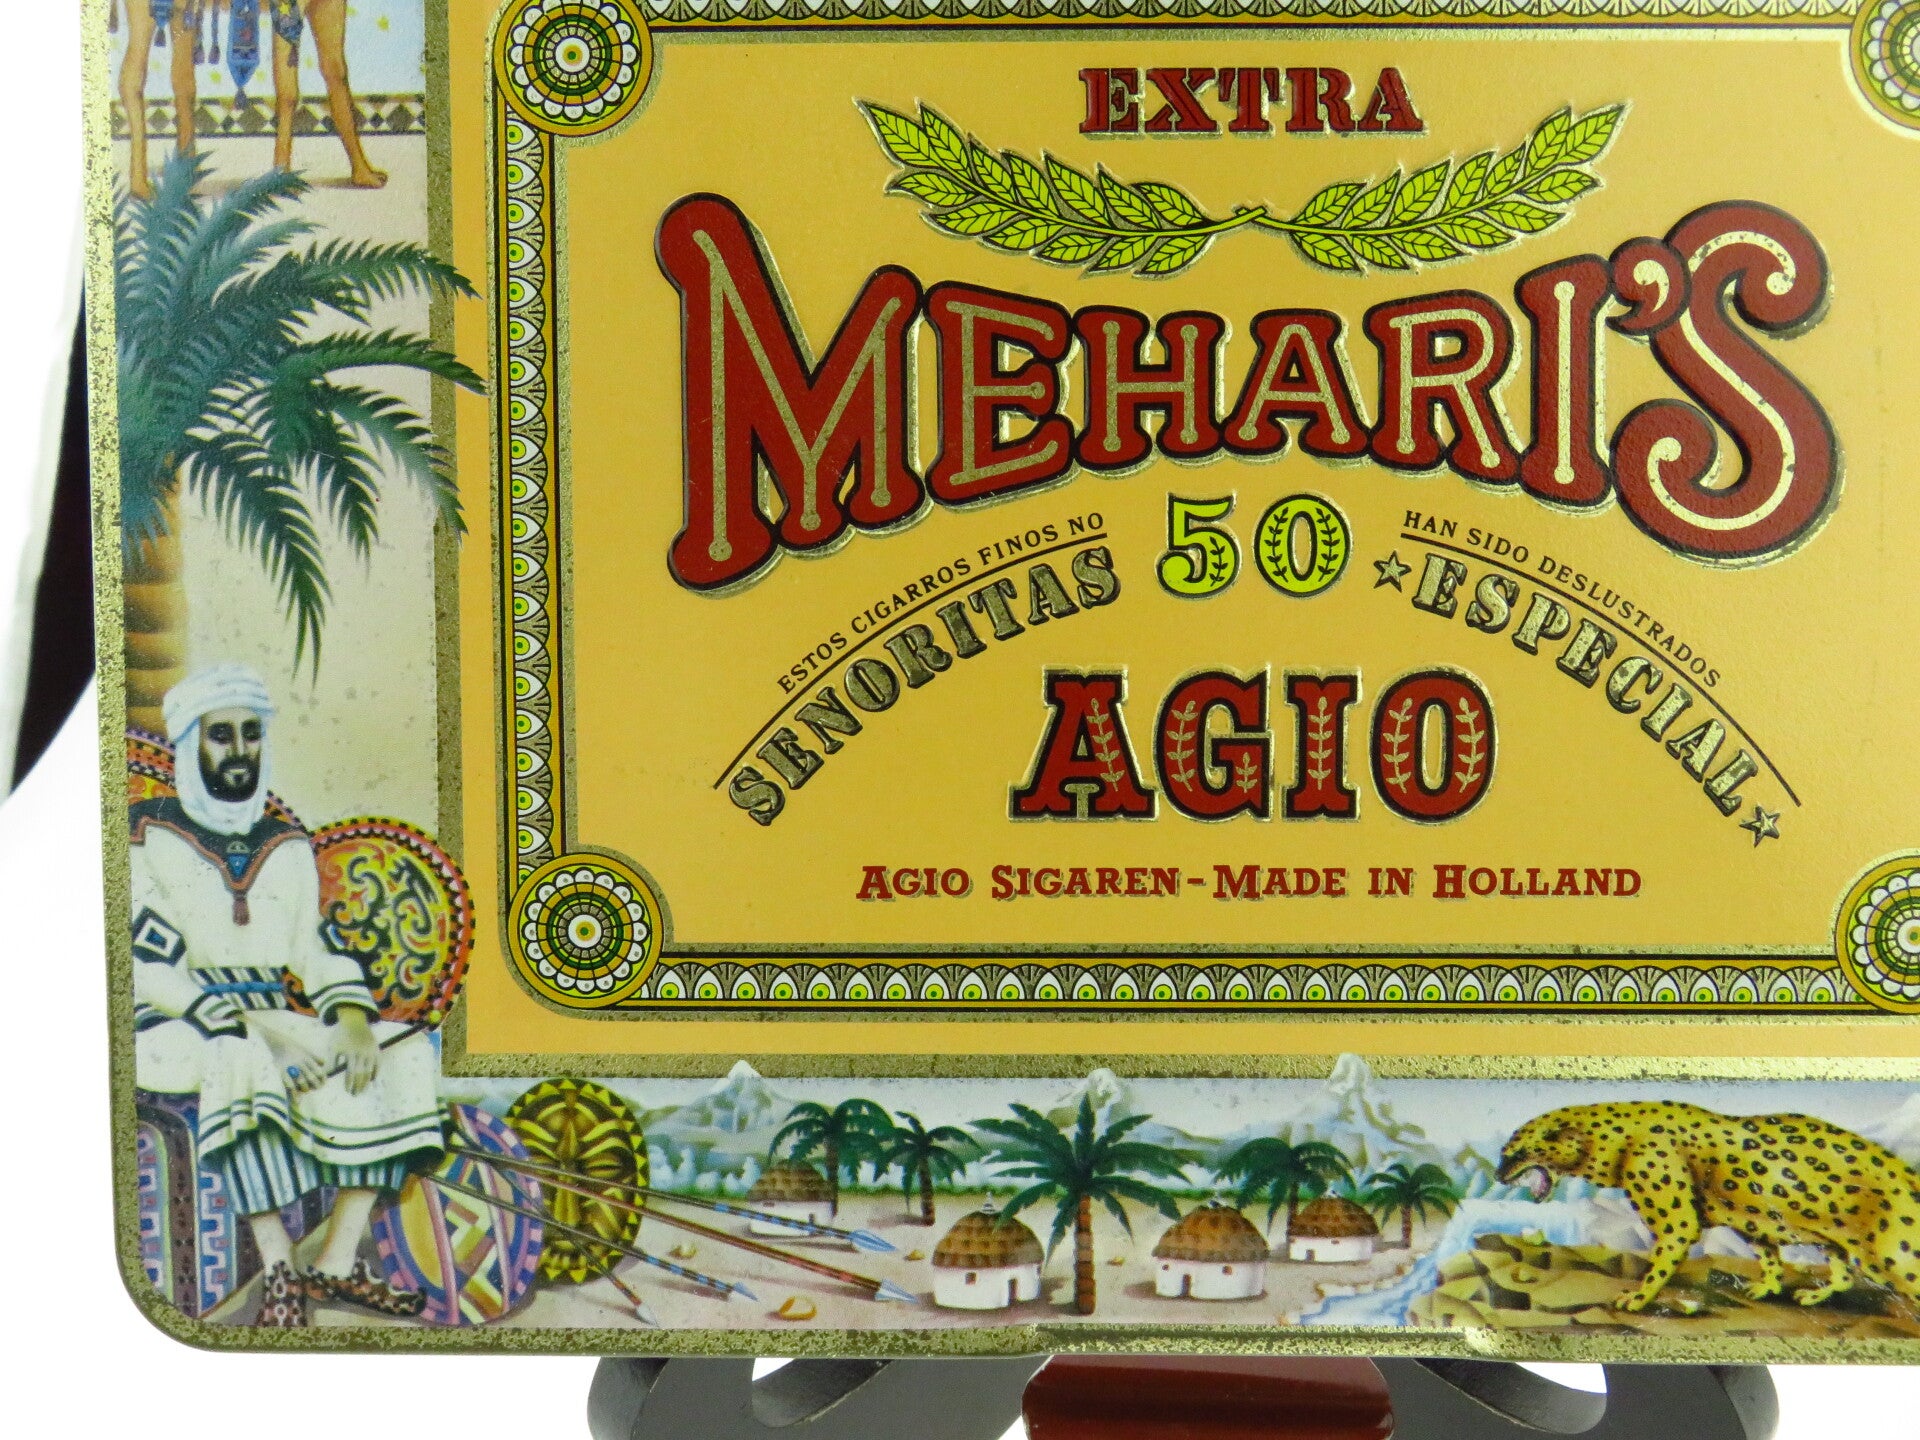 EXTRA
MEHARI'S
ESTOS CIGARROS FINOS NO
HAN SIDO DESLUSTRADOS
SENORITAS 50 ESPECIAL
AGIO
AGIO SIGAREN-MADE IN HOLLAND